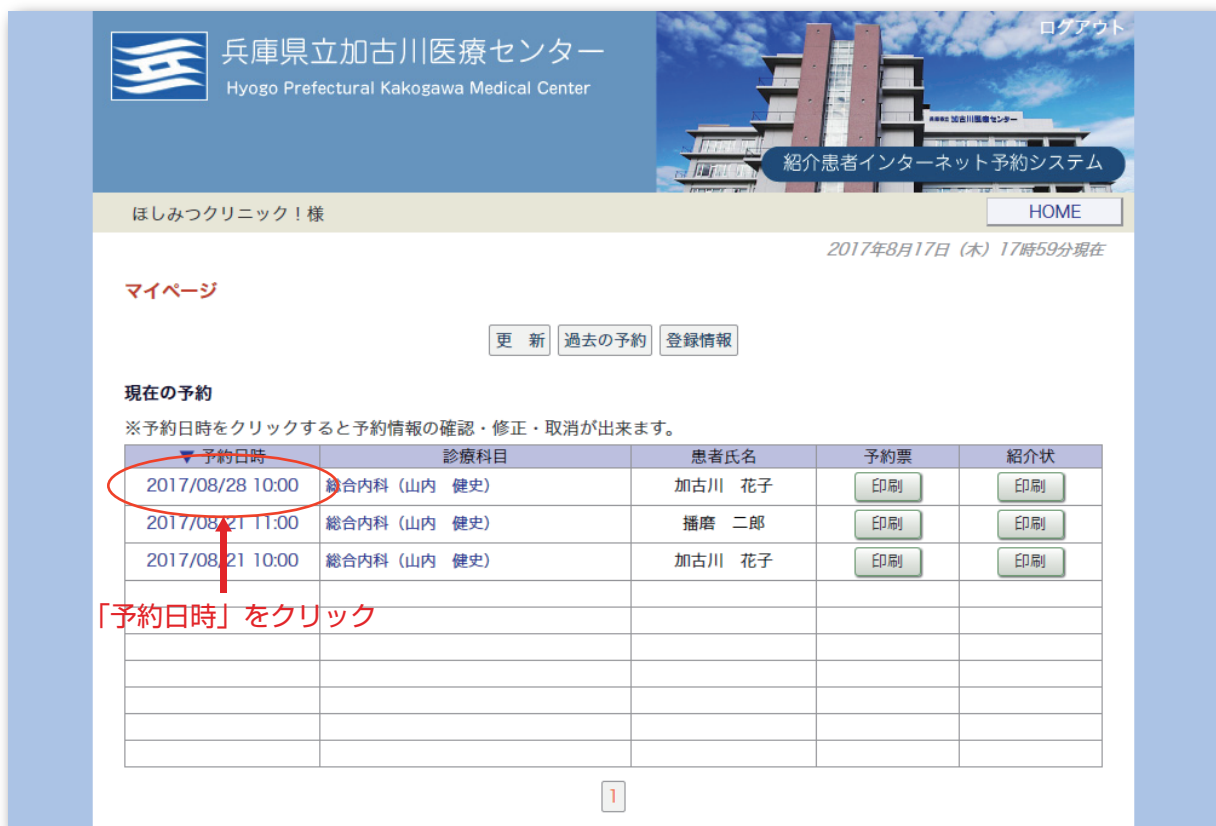 ログアウト
兵庫県立加古川医療センター
Hyogo Prefectural Kakogawa Medical Center
兵庫県立 加古川医療センター
紹介患者インターネット予約システム
ほしみつクリニック!様
HOME
2017年8月17日（木）17時59分現在
マイページ
更　新 過去の予約 登録情報
現在の予約
※予約日時をクリックすると予約情報の確認・修正・取消が出来ます。
▼ 予約日時 診療科目 患者氏名 予約票 紹介状
2017/08/28 10:00 総合内科（山内　健史） 加古川　花子 印刷 印刷
2017/08/21 11:00 総合内科（山内　健史） 播磨　二郎 印刷 印刷
2017/08/21 10:00 総合内科（山内　健史） 加古川　花子 印刷 印刷
「予約日時」をクリック
1